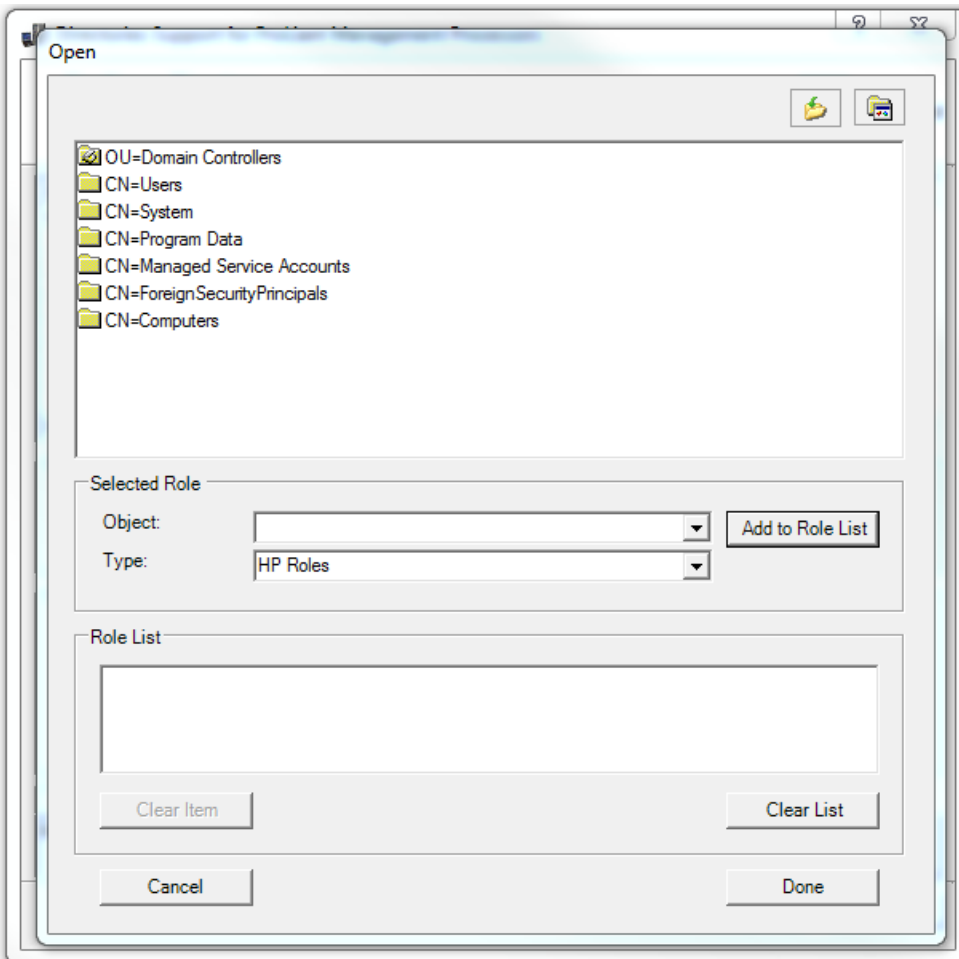 Open
OU=Domain Controllers
CN=Users
CN=System
CN=Program Data
CN=Managed Service Accounts
CN=ForeignSecurityPrincipals
CN=Computers
Selected Role
Object:
Add to Role List
Type:
HP Roles
Role List
Clear Item
Clear List
Cancel
Done